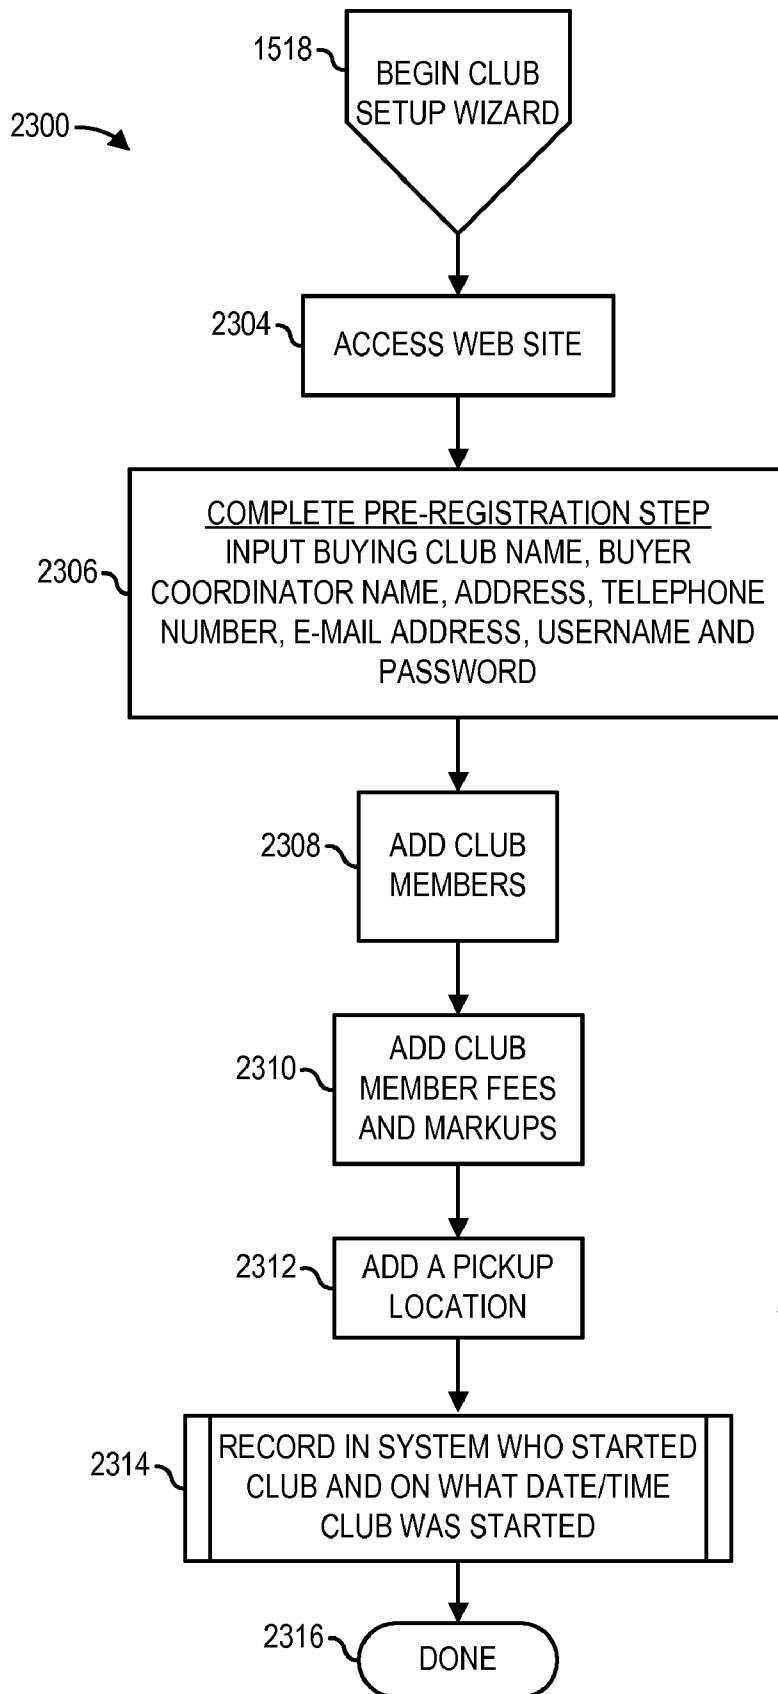 1518
BEGIN CLUB
SETUP WIZARD
2300
2304
ACCESS WEB SITE
COMPLETE PRE-REGISTRATION STEP
INPUT BUYING CLUB NAME, BUYER
2306
COORDINATOR NAME, ADDRESS, TELEPHONE
NUMBER, E-MAIL ADDRESS, USERNAME AND
PASSWORD
2308
ADD CLUB
MEMBERS
2310
ADD CLUB
MEMBER FEES
AND MARKUPS
2312
ADD A PICKUP
LOCATION
2314
RECORD IN SYSTEM WHO STARTED
CLUB AND ON WHAT DATE/TIME
CLUB WAS STARTED
2316
DONE